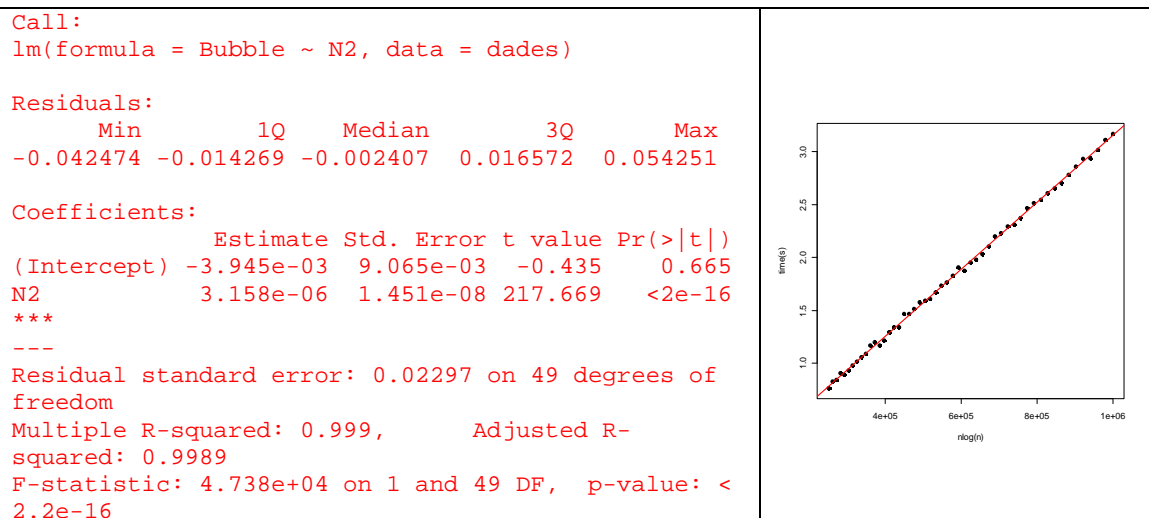 Call:
lm(formula = Bubble ~ N2, data = dades)
Residuals:
      Min        1Q    Median        3Q       Max
-0.042474 -0.014269 -0.002407  0.016572  0.054251
Coefficients:
              Estimate Std. Error t value Pr(>|t|)
(Intercept) -3.945e-03  9.065e-03  -0.435    0.665
N2           3.158e-06  1.451e-08 217.669   <2e-16
***
---
Residual standard error: 0.02297 on 49 degrees of
freedom
Multiple R-squared: 0.999,      Adjusted R-
squared: 0.9989
F-statistic: 4.738e+04 on 1 and 49 DF,  p-value: <
2.2e-16
time(s)
3.0
2.5
2.0
1.5
1.0
4e+05 6e+05 8e+05 1e+06
nlog(n)